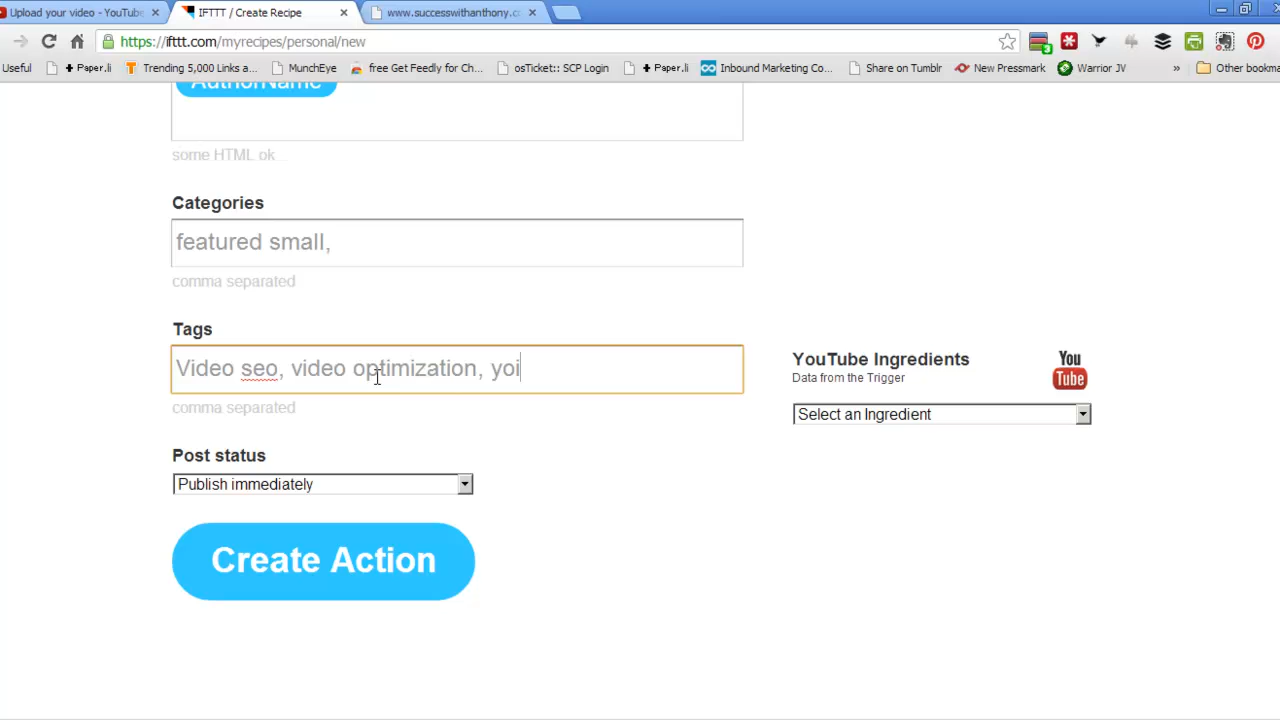 Upload your video - YouTube
IFTTT / Create Recipe
www.successwithanthony.c
https://ifttt.com/myrecipes/personal/new
3
Useful
+ Paper.li
Trending 5,000 Links a...
MunchEye
free Get Feedly for Ch...
osTicket:: SCP Login
+ Paper.li
Inbound Marketing Co...
Share on Tumblr
New Pressmark
Warrior JV
»
Other bookma
AuthorName
some HTML ok
Categories
featured small,
comma separated
Tags
Video seo, video optimization, yoi
comma separated
YouTube Ingredients
Data from the Trigger
You
Tube
Select an Ingredient
Post status
Publish immediately
Create Action